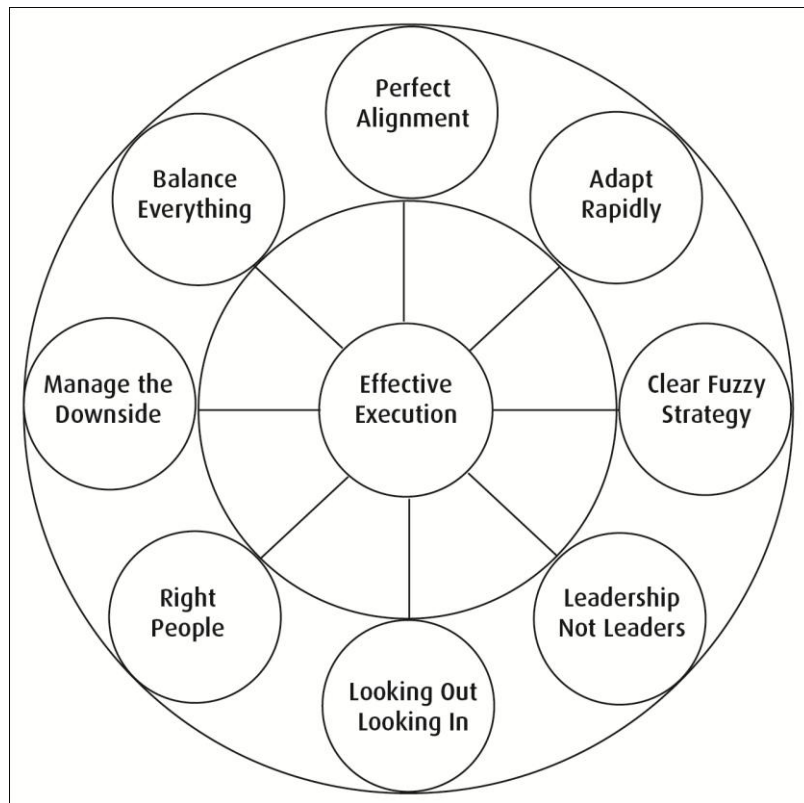 Perfect
Alignment
Balance
Everything
Adapt
Rapidly
Manage the
Downside
Effective
Execution
Clear Fuzzy
Strategy
Right
People
Leadership
Not Leaders
Looking Out
Looking In